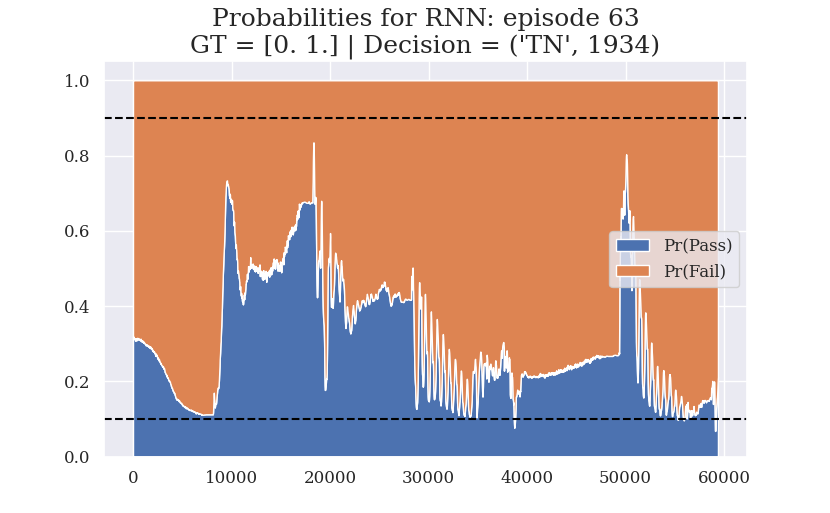 Probabilities for RNN: episode 63
GT = [0. 1.] | Decision = ('TN', 1934)
1.0
0.8
0.6
0.4
0.2
0.0
Pr(Pass)
Pr(Fail)
0 10000 20000 30000 40000 50000 60000